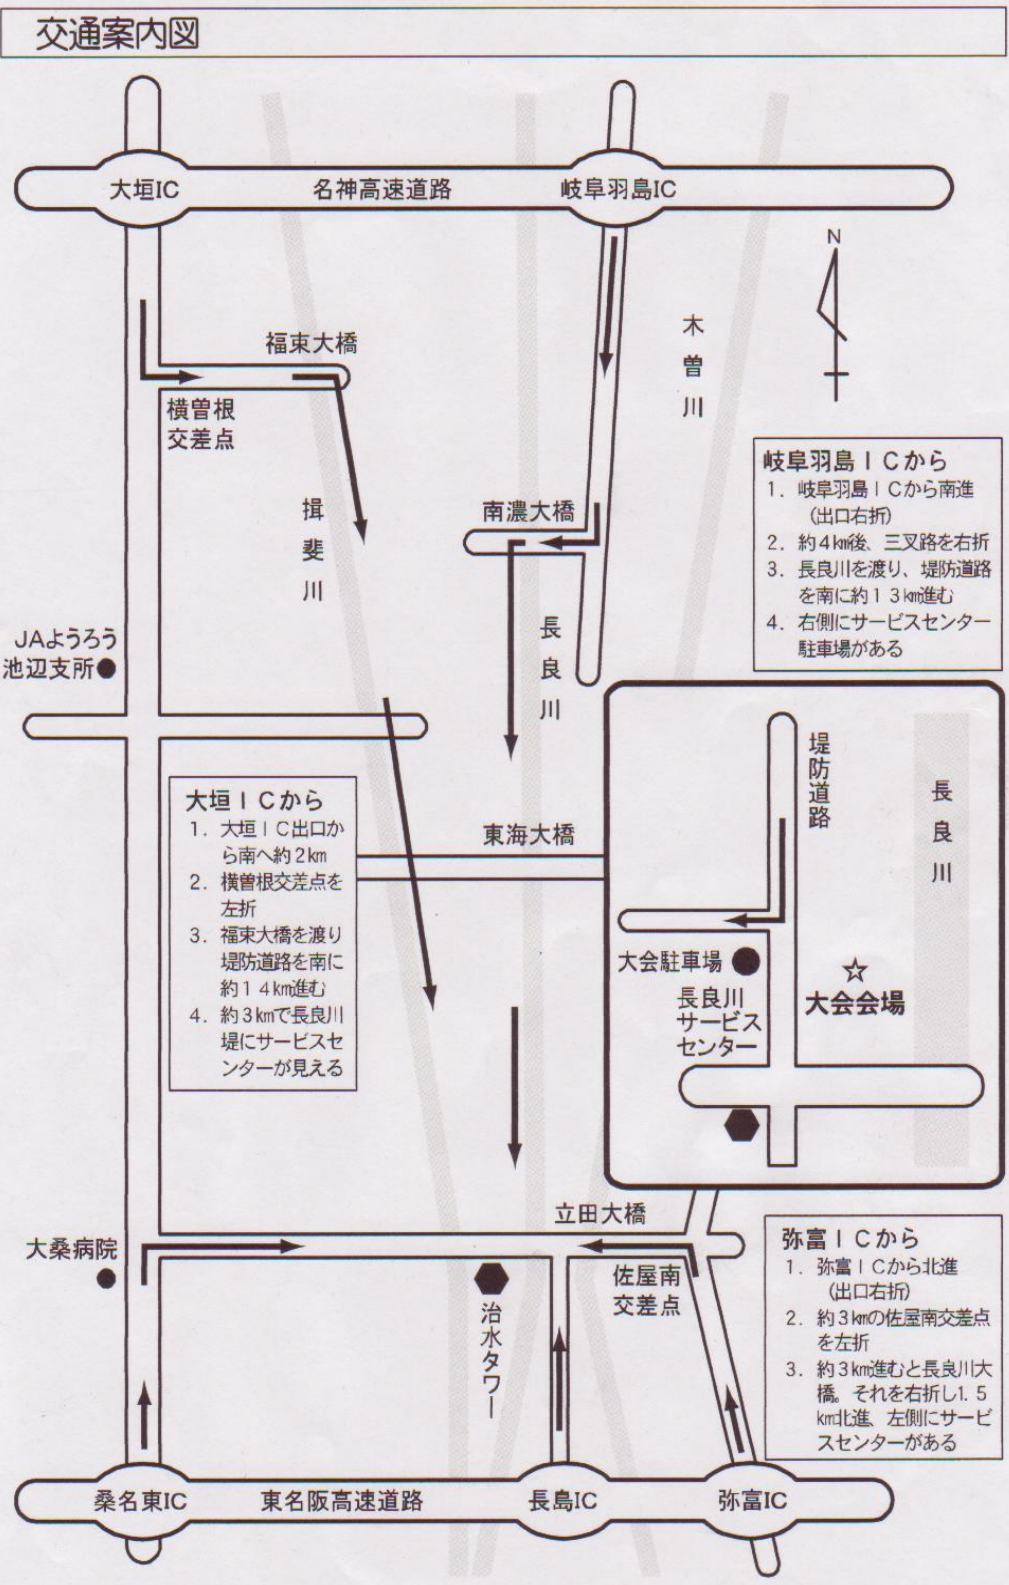 交通案内図
大垣IC
名神高速道路
岐阜羽島IC
N
木曽川
福束大橋
横曽根
交差点
揖斐川
南濃大橋
長良川
岐阜羽島ICから
1. 岐阜羽島ICから南進
(出口右折)
2. 約4km後、三叉路を右折
3. 長良川を渡り、堤防道路
を南に約13km進む
4. 右側にサービスセンター
駐車場がある
JAようろう
池辺支所
大垣ICから
1. 大垣IC出口か
ら南へ約2km
2. 横曽根交差点を
左折
3. 福束大橋を渡り
堤防道路を南に
約14km進む
4. 約3kmで長良川
堤にサービスセ
ンターが見える
東海大橋
堤防道路
長良川
大会駐車場
長良川
サービス
センター
☆
大会会場
大桑病院
立田大橋
佐屋南
交差点
治水タワー
弥富ICから
1. 弥富ICから北進
(出口右折)
2. 約3kmの佐屋南交差点
を左折
3. 約3km進むと長良川大
橋。それを右折し1.5
km北進、左側にサービ
スセンターがある
桑名東IC
東名阪高速道路
長島IC
弥富IC